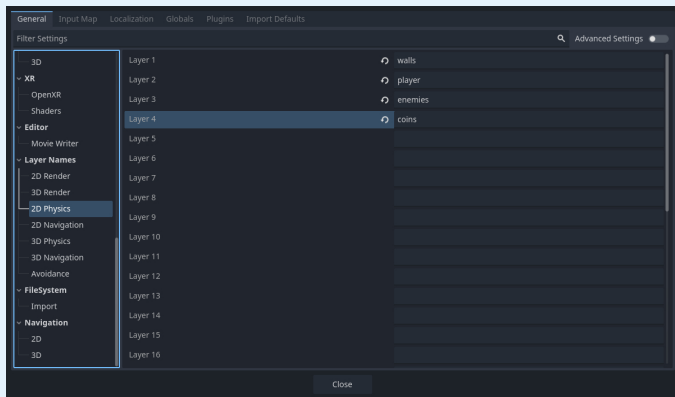 General Input Map Localization Globals Plugins Import Defaults
Filter Settings Advanced Settings
3D
XR
OpenXR
Shaders
Editor
Movie Writer
Layer Names
2D Render
3D Render
2D Physics
2D Navigation
3D Physics
3D Navigation
Avoidance
FileSystem
Import
Navigation
2D
3D
Layer 1 walls
Layer 2 player
Layer 3 enemies
Layer 4 coins
Layer 5
Layer 6
Layer 7
Layer 8
Layer 9
Layer 10
Layer 11
Layer 12
Layer 13
Layer 14
Layer 15
Layer 16
Close